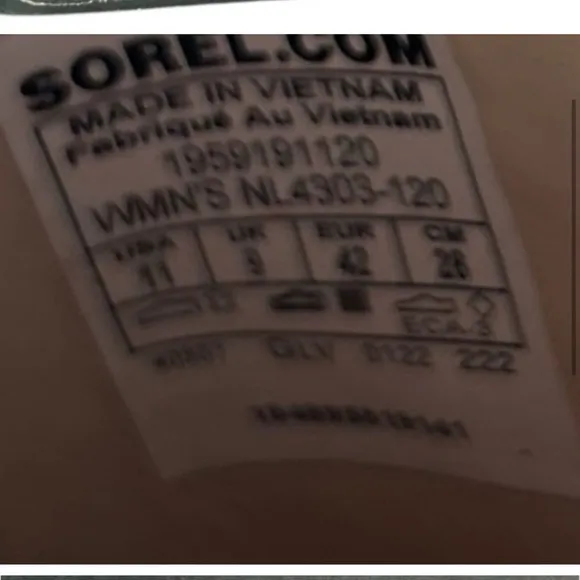 SOREL.COM
MADE IN VIETNAM
Fabriqué Au Vietnam
1959191120
WMN'S NL4303-120
USA UK EUR CM
11 9 42 28
ECA-3
GLV 0122 222